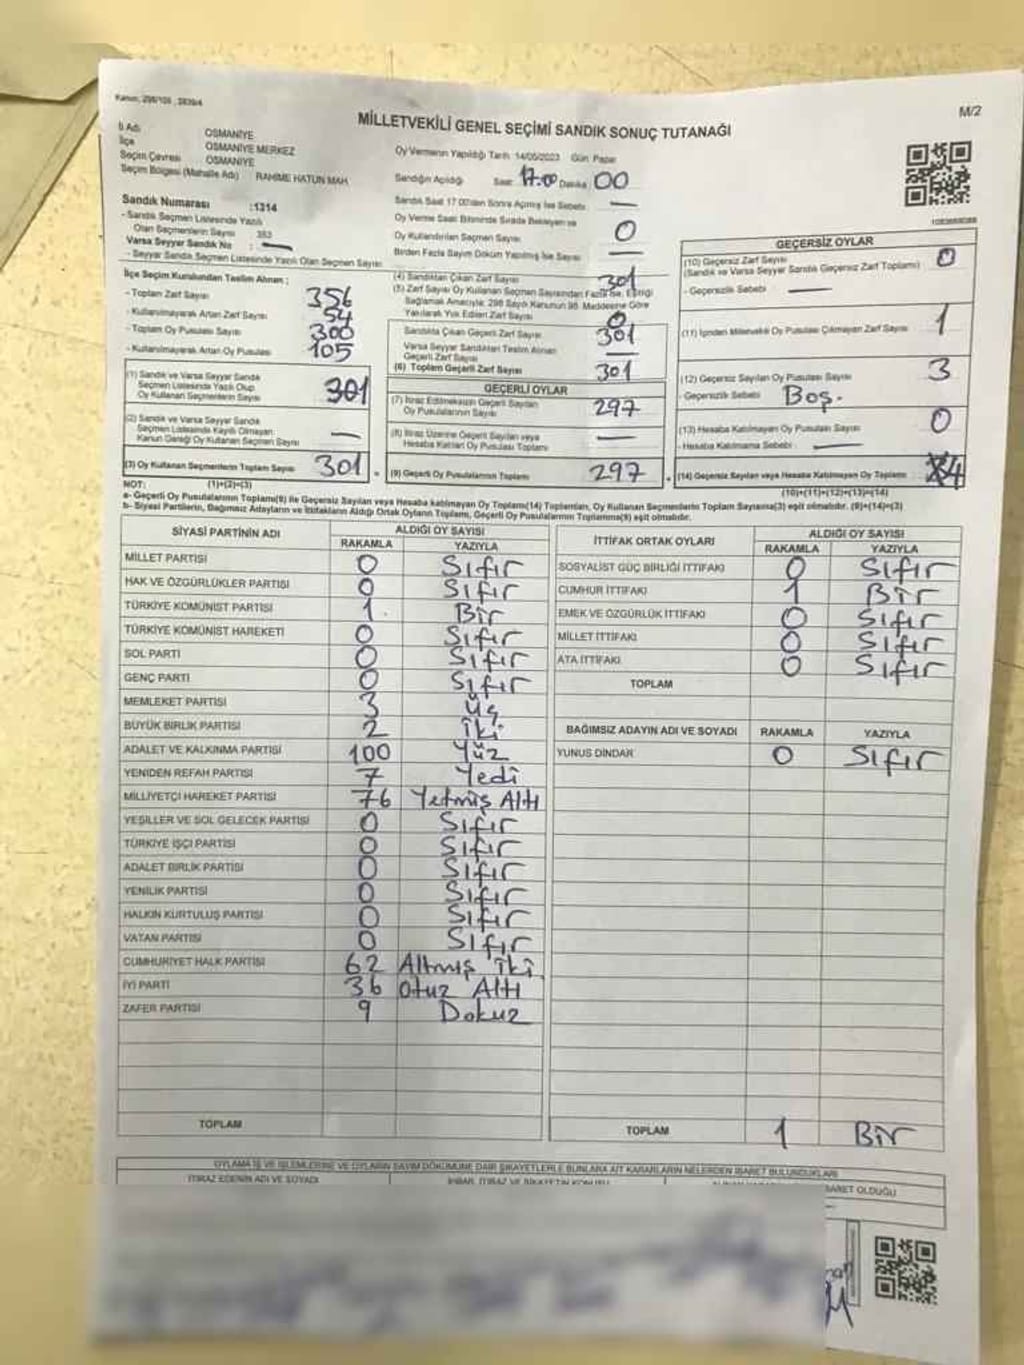 Kanun: 298/105 , 2839/4
M/2
MİLLETVEKİLİ GENEL SEÇİMİ SANDIK SONUÇ TUTANAĞI
İl Adı OSMANİYE
İlçe OSMANİYE MERKEZ
Seçim Çevresi OSMANİYE
Seçim Bölgesi (Mahalle Adı) RAHİME HATUN MAH.
Oy Vermenin Yapıldığı Tarih 14/05/2023 Gün Pazar
Sandığın Açıldığı Saat: 17:00 Dakika: 00
Sandık Saat 17.00'den Sonra Açılmış İse Sebebi: —
Oy Verme Saati Bitiminde Sırada Bekleyen ve
Oy Kullandırılan Seçmen Sayısı 0
Birden Fazla Sayım Döküm Yapılmış İse Sayısı —
Sandık Numarası :1314
- Sandık Seçmen Listesinde Yazılı
Olan Seçmenlerin Sayısı 353
Varsa Seyyar Sandık No : —
- Seyyar Sandık Seçmen Listesinde Yazılı Olan Seçmen Sayısı
İlçe Seçim Kurulundan Teslim Alınan ;
- Toplam Zarf Sayısı 356
- Kullanılmayarak Artan Zarf Sayısı 54
- Toplam Oy Pusulası Sayısı 300
- Kullanılmayarak Artan Oy Pusulası 105
(1) Sandık ve Varsa Seyyar Sandık
Seçmen Listesinde Yazılı Olup
Oy Kullanan Seçmenlerin Sayısı 301
(2) Sandık ve Varsa Seyyar Sandık
Seçmen Listesinde Kayıtlı Olmayan
Kanun Gereği Oy Kullanan Seçmen Sayısı —
(3) Oy Kullanan Seçmenlerin Toplam Sayısı 301
(4) Sandıktan Çıkan Zarf Sayısı 301
(5) Zarf Sayısı Oy Kullanan Seçmen Sayısından Fazla İse, Eşitliği
Sağlamak Amacıyla; 298 Sayılı Kanunun 98. Maddesine Göre
Yakılarak Yok Edilen Zarf Sayısı 0
Sandıkta Çıkan Geçerli Zarf Sayısı 301
Varsa Seyyar Sandıktan Teslim Alınan
Geçerli Zarf Sayısı —
(6) Toplam Geçerli Zarf Sayısı 301
GEÇERLİ OYLAR
(7) İtiraz Edilmeksizin Geçerli Sayılan
Oy Pusulalarının Sayısı 297
(8) İtiraz Üzerine Geçerli Sayılan veya
Hesaba Katılan Oy Pusulası Toplamı —
(9) Geçerli Oy Pusulalarının Toplamı 297
GEÇERSİZ OYLAR
(10) Geçersiz Zarf Sayısı 0
(Sandık ve Varsa Seyyar Sandık Geçersiz Zarf Toplamı)
- Geçersizlik Sebebi —
(11) İçinden Milletvekili Oy Pusulası Çıkmayan Zarf Sayısı 1
(12) Geçersiz Sayılan Oy Pusulası Sayısı 3
- Geçersizlik Sebebi Boş.
(13) Hesaba Katılmayan Oy Pusulası Sayısı 0
- Hesaba Katılmama Sebebi : —
(14) Geçersiz Sayılan veya Hesaba Katılmayan Oy Toplamı 4
NOT: (1)+(2)=(3) (10)+(11)+(12)+(13)=(14)
a- Geçerli Oy Pusulalarının Toplamı(9) ile Geçersiz Sayılan veya Hesaba katılmayan Oy Toplamı(14) Toplamları, Oy Kullanan Seçmenlerin Toplam Sayısına(3) eşit olmalıdır. (9)+(14)=(3)
b- Siyasi Partilerin, Bağımsız Adayların ve İttifakların Aldığı Ortak Oyların Toplamı, Geçerli Oy Pusulalarının Toplamına(9) eşit olmalıdır.
SİYASİ PARTİNİN ADI ALDIĞI OY SAYISI
RAKAMLA YAZIYLA
MİLLET PARTİSİ 0 Sıfır
HAK VE ÖZGÜRLÜKLER PARTİSİ 0 Sıfır
TÜRKİYE KOMÜNİST PARTİSİ 1 Bir
TÜRKİYE KOMÜNİST HAREKETİ 0 Sıfır
SOL PARTİ 0 Sıfır
GENÇ PARTİ 0 Sıfır
MEMLEKET PARTİSİ 3 Üç
BÜYÜK BİRLİK PARTİSİ 2 İki
ADALET VE KALKINMA PARTİSİ 100 Yüz
YENİDEN REFAH PARTİSİ 7 Yedi
MİLLİYETÇİ HAREKET PARTİSİ 76 Yetmiş Altı
YEŞİLLER VE SOL GELECEK PARTİSİ 0 Sıfır
TÜRKİYE İŞÇİ PARTİSİ 0 Sıfır
ADALET BİRLİK PARTİSİ 0 Sıfır
YENİLİK PARTİSİ 0 Sıfır
HALKIN KURTULUŞ PARTİSİ 0 Sıfır
VATAN PARTİSİ 0 Sıfır
CUMHURİYET HALK PARTİSİ 62 Altmış İki
İYİ PARTİ 36 Otuz Altı
ZAFER PARTİSİ 9 Dokuz
TOPLAM
İTTİFAK ORTAK OYLARI ALDIĞI OY SAYISI
RAKAMLA YAZIYLA
SOSYALİST GÜÇ BİRLİĞİ İTTİFAKI 0 Sıfır
CUMHUR İTTİFAKI 1 Bir
EMEK VE ÖZGÜRLÜK İTTİFAKI 0 Sıfır
MİLLET İTTİFAKI 0 Sıfır
ATA İTTİFAKI 0 Sıfır
TOPLAM
BAĞIMSIZ ADAYIN ADI VE SOYADI RAKAMLA YAZIYLA
YUNUS DİNDAR 0 Sıfır
TOPLAM 1 Bir
OYLAMA İŞ VE İŞLEMLERİNE VE OYLARIN SAYIM DÖKÜMÜNE DAİR ŞİKAYETLERLE BUNLARA AİT KARARLARIN NELERDEN İBARET BULUNDUKLARI
İTİRAZ EDENİN ADI VE SOYADI İHBAR, İTİRAZ VE ŞİKAYETİN KONUSU
İBARET OLDUĞU